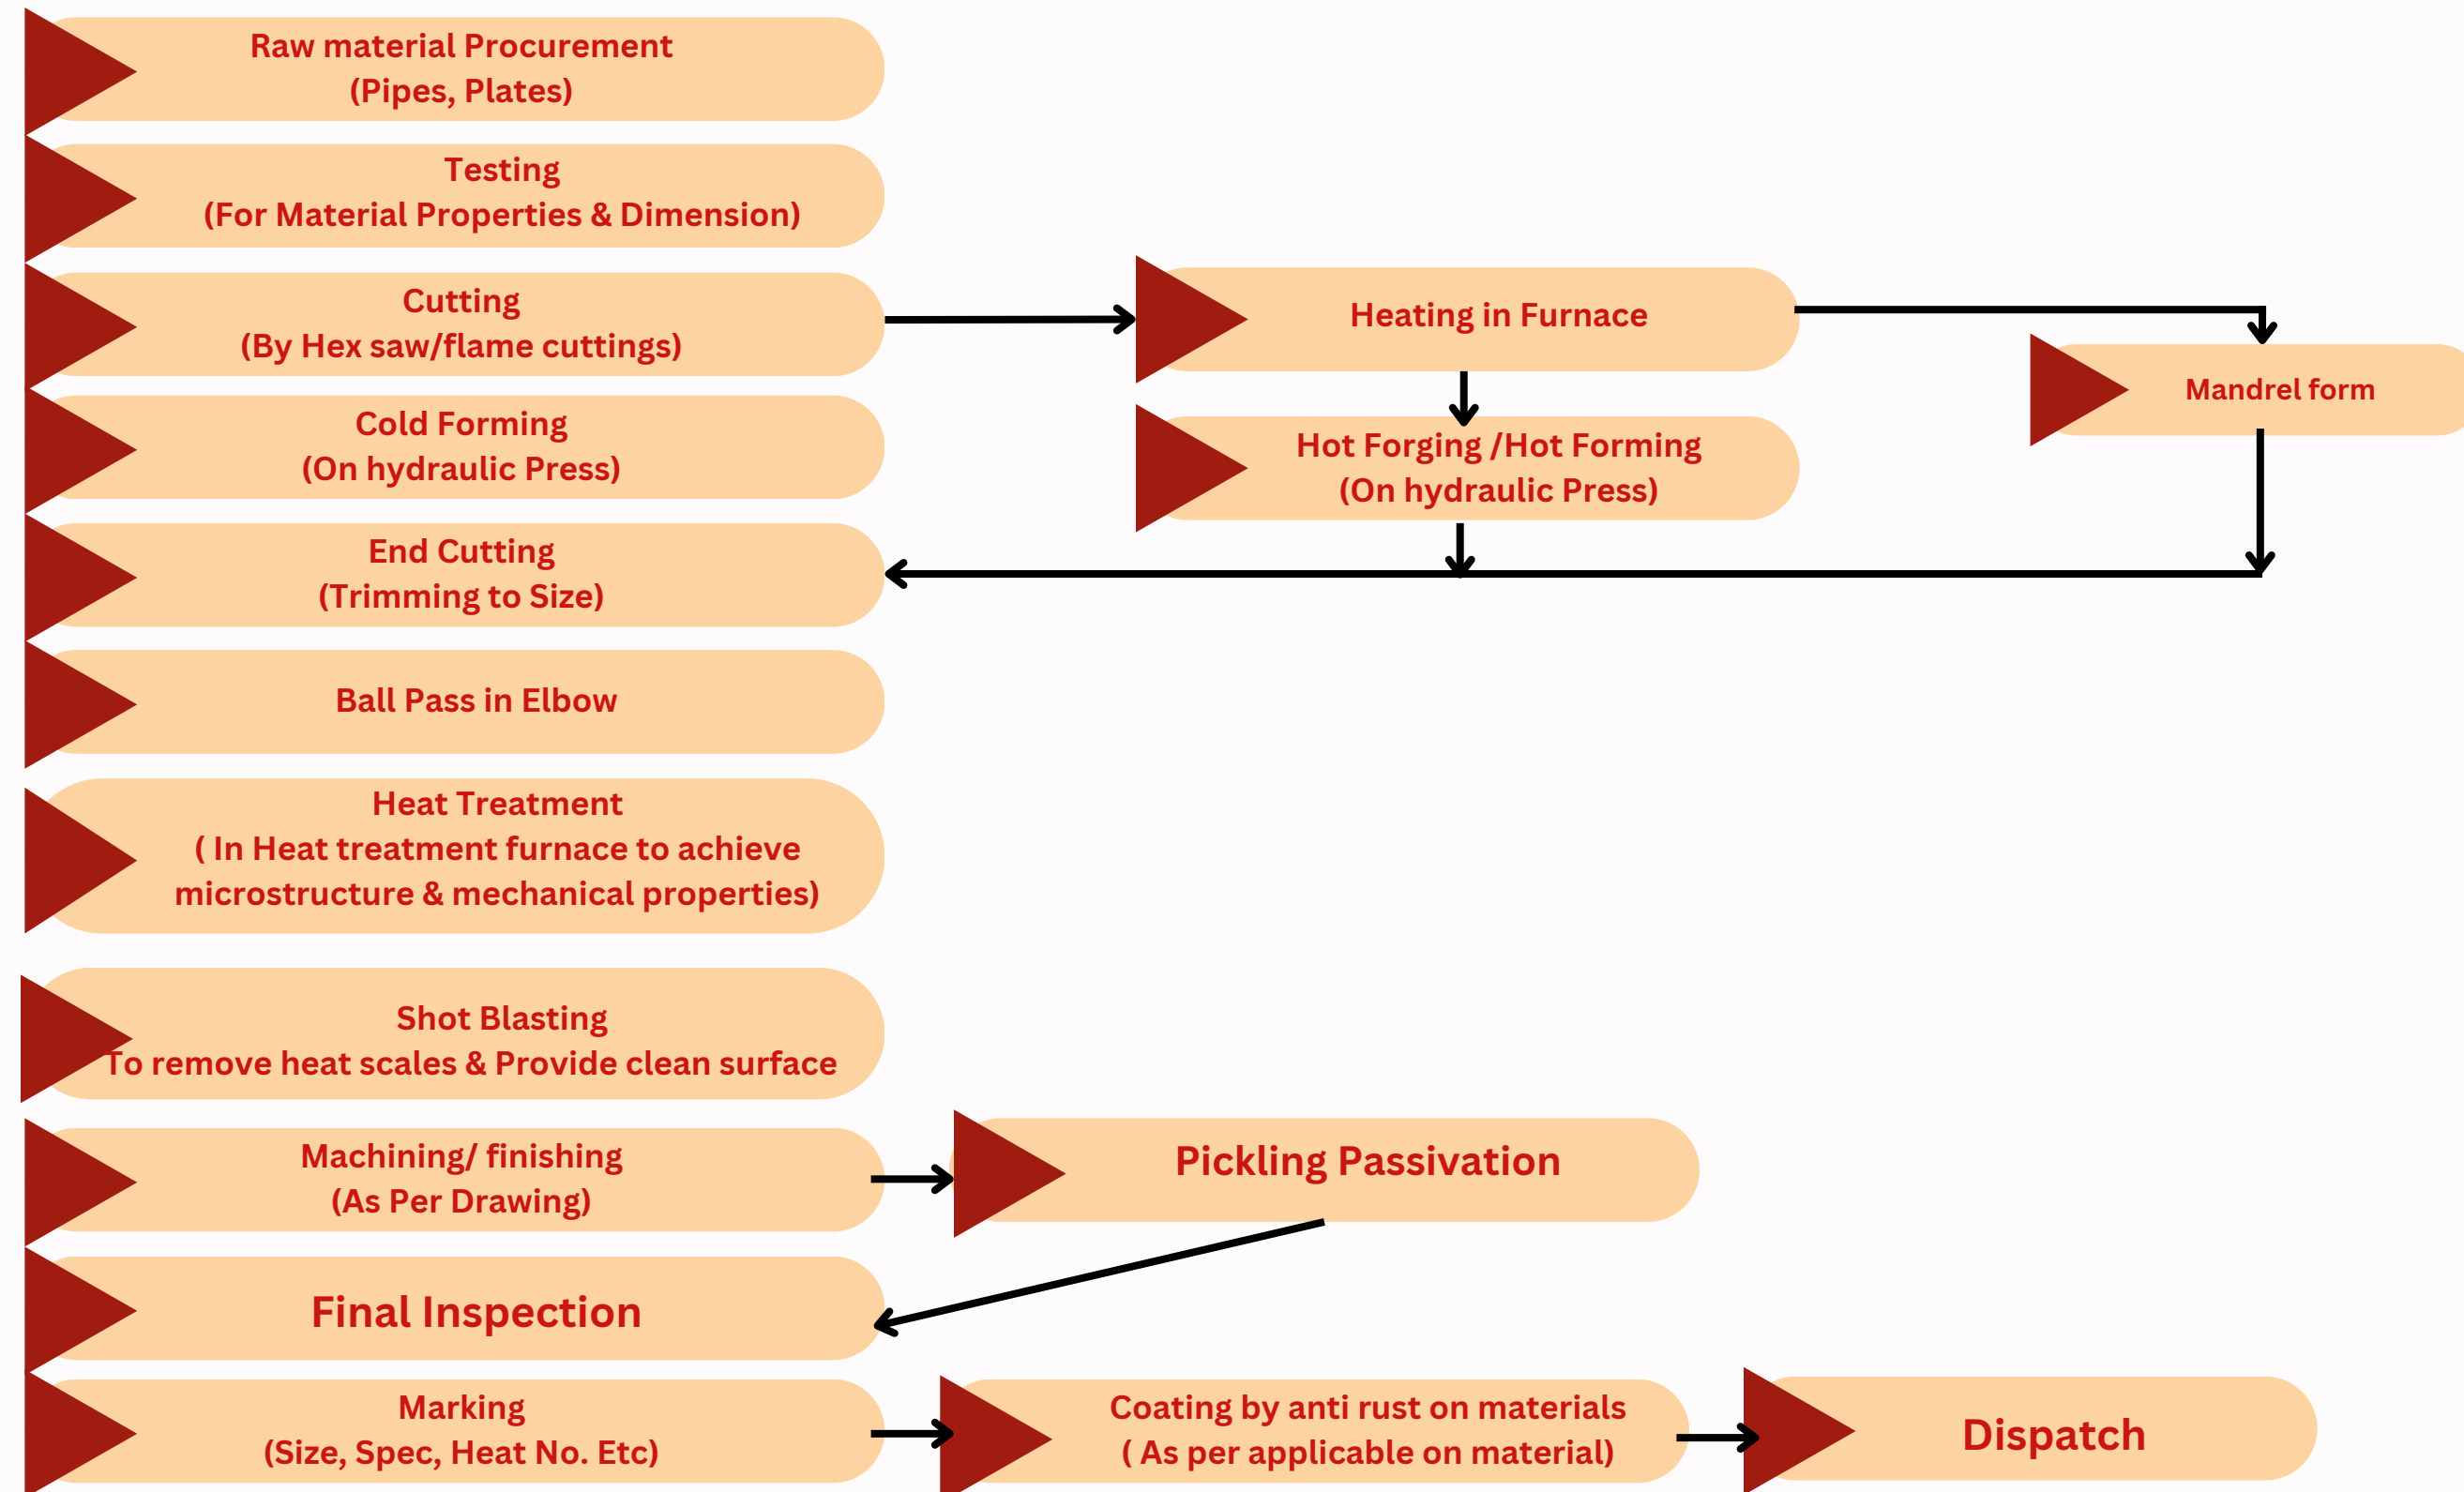 Raw material Procurement
(Pipes, Plates)
Testing
(For Material Properties & Dimension)
Cutting
(By Hex saw/flame cuttings)
Heating in Furnace
Mandrel form
Cold Forming
(On hydraulic Press)
Hot Forging /Hot Forming
(On hydraulic Press)
End Cutting
(Trimming to Size)
Ball Pass in Elbow
Heat Treatment
( In Heat treatment furnace to achieve
microstructure & mechanical properties)
Shot Blasting
To remove heat scales & Provide clean surface
Machining/ finishing
(As Per Drawing)
Pickling Passivation
Final Inspection
Marking
(Size, Spec, Heat No. Etc)
Coating by anti rust on materials
( As per applicable on material)
Dispatch